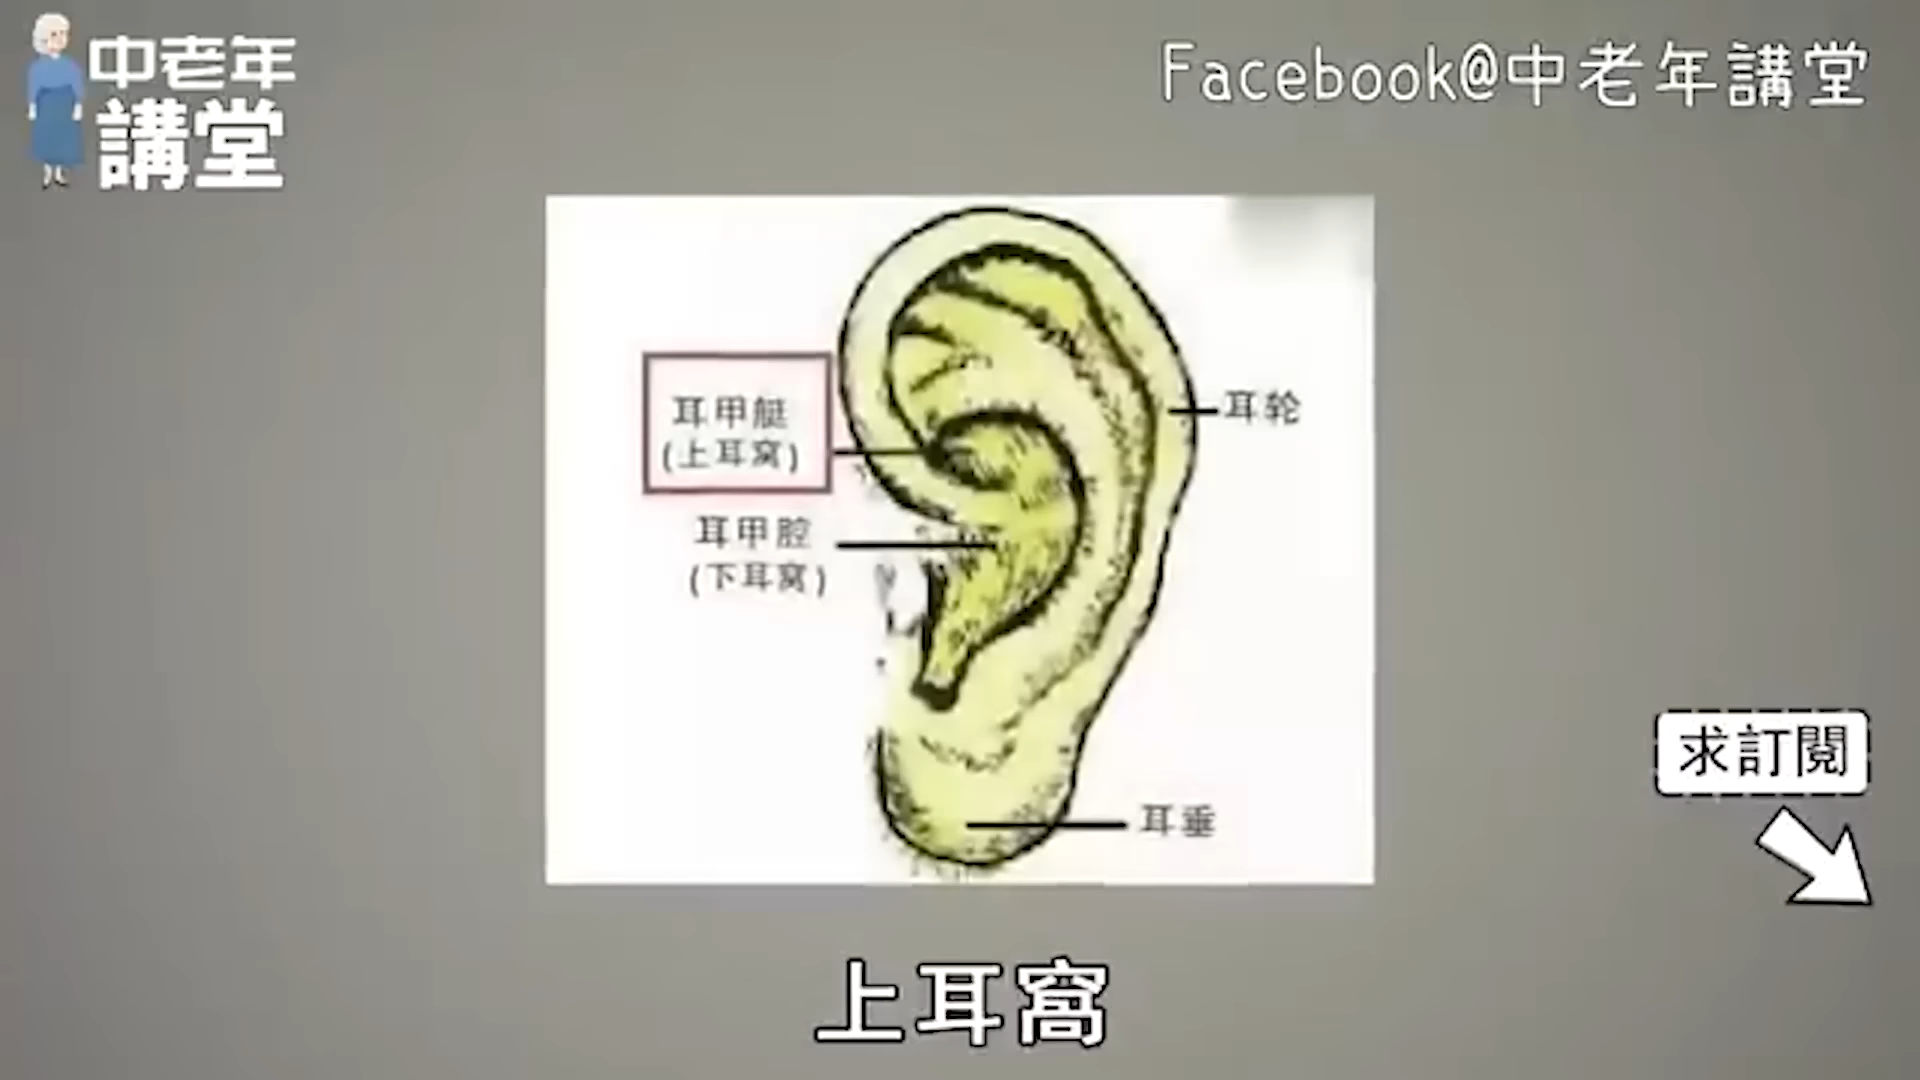 中老年
講堂
Facebook@中老年講堂
耳甲艇
(上耳窝)
耳轮
耳甲腔
(下耳窝)
求訂閱
耳垂
上耳窩